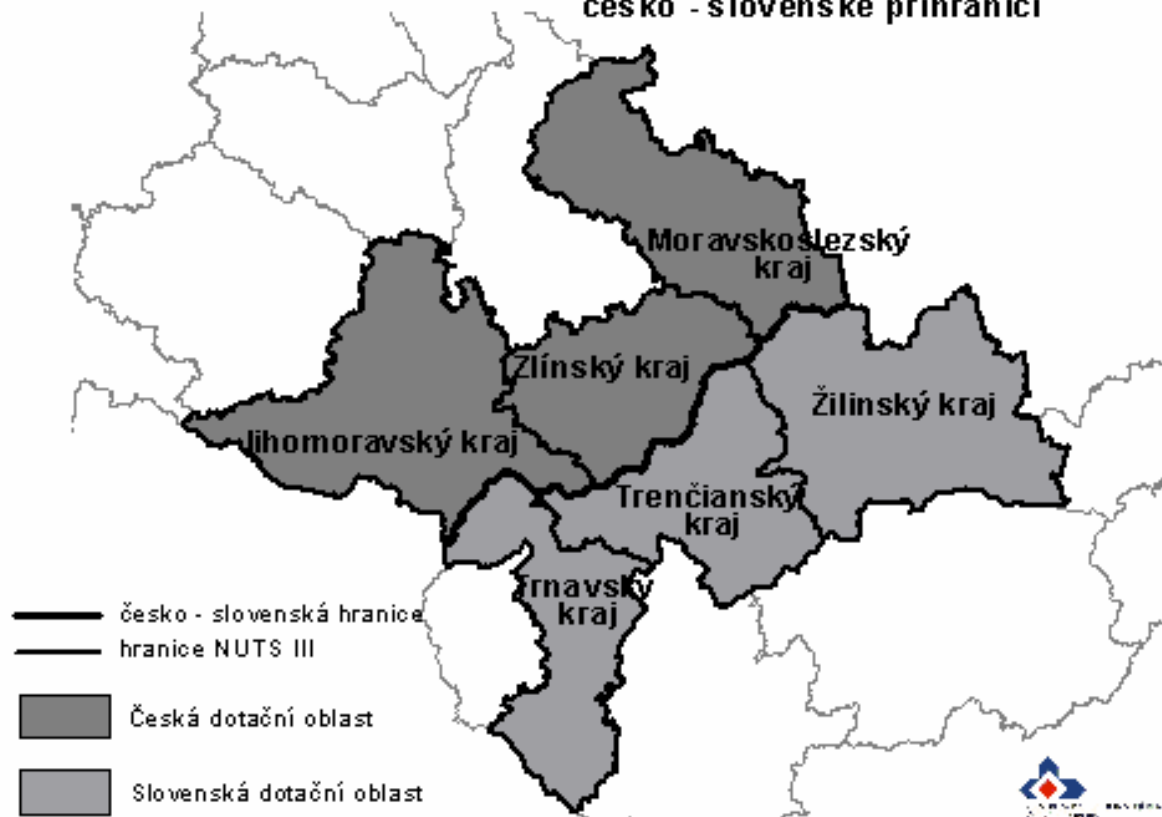 česko - slovenské příhraničí
Moravskoslezský
kraj
Zlínský kraj
Žilinský kraj
Jihomoravský kraj
Trenčianský
kraj
Trnavský
kraj
česko - slovenská hranice
hranice NUTS III
Česká dotační oblast
Slovenská dotační oblast